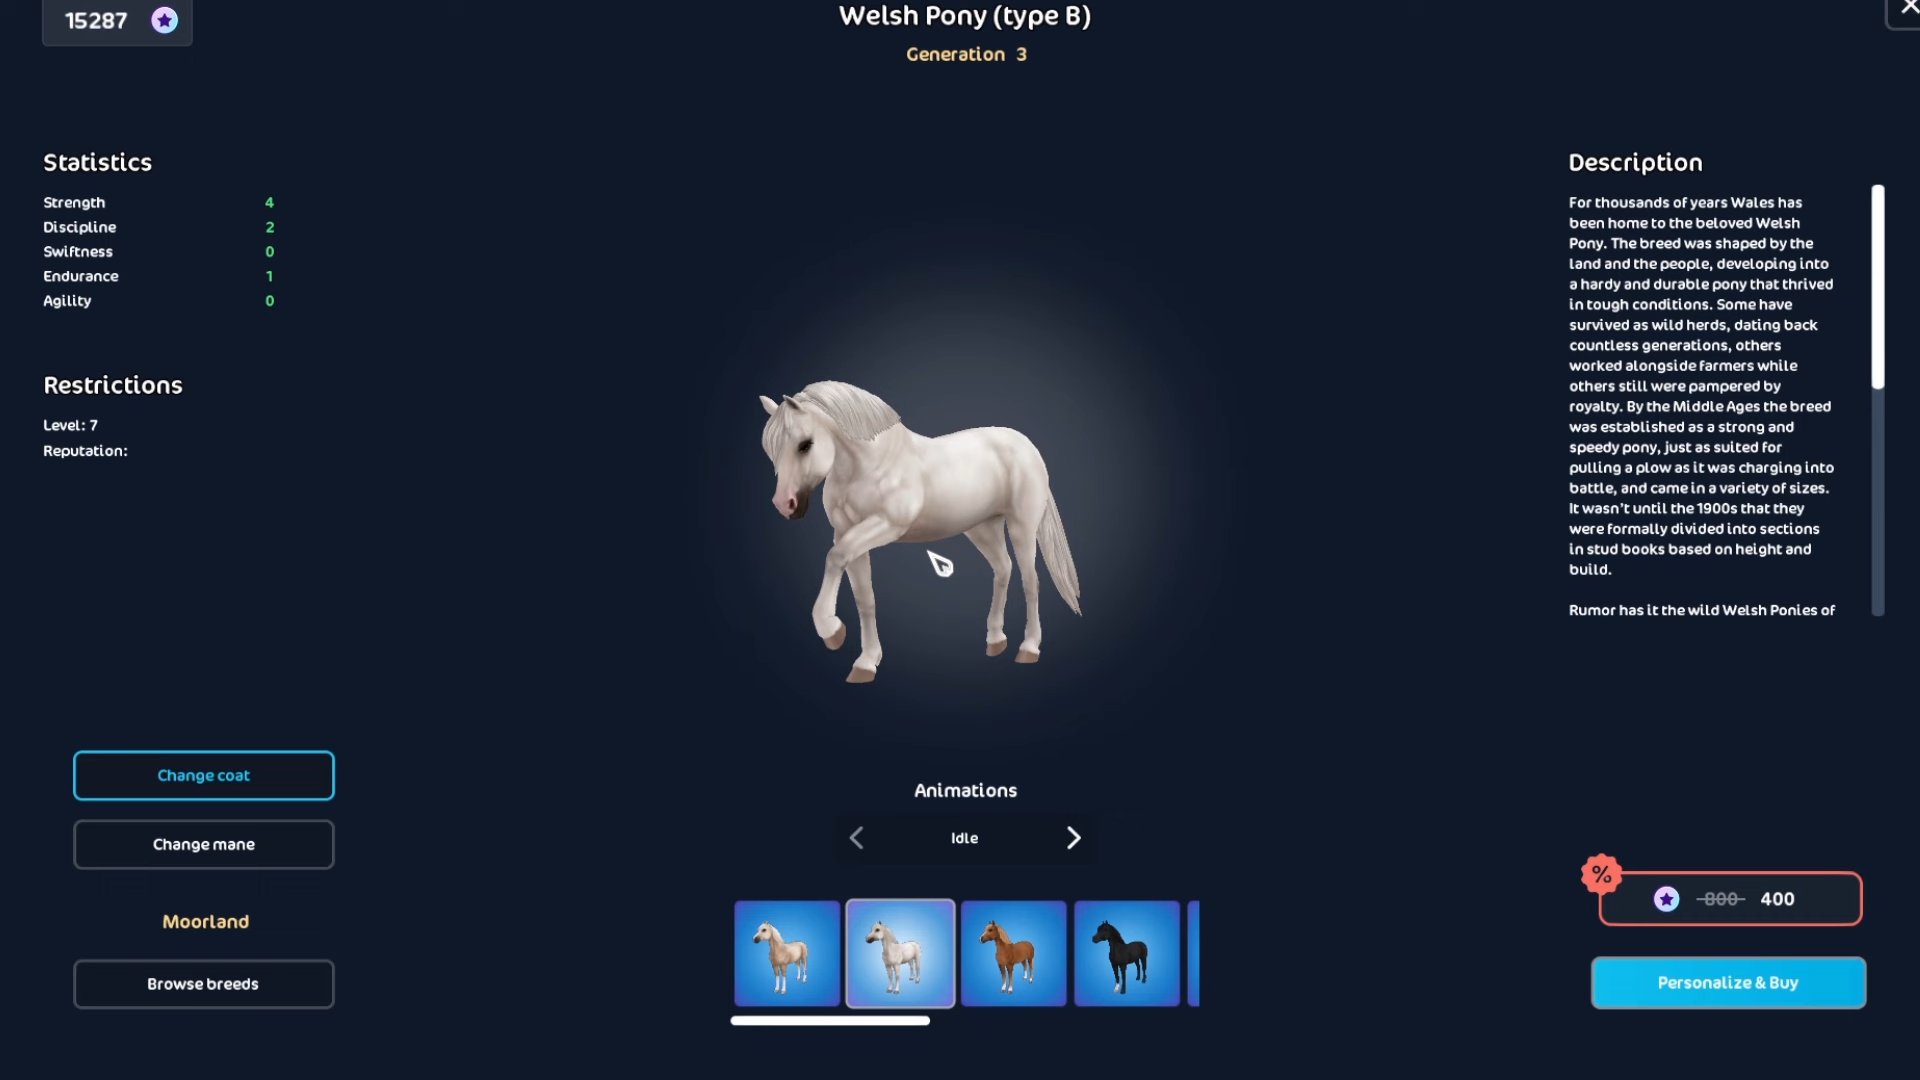 15287
Welsh Pony (type B)
Generation 3
Statistics
Strength 4
Discipline 2
Swiftness 0
Endurance 1
Agility 0
Restrictions
Level: 7
Reputation:
Description
For thousands of years Wales has
been home to the beloved Welsh
Pony. The breed was shaped by the
land and the people, developing into
a hardy and durable pony that thrived
in tough conditions. Some have
survived as wild herds, dating back
countless generations, others
worked alongside farmers while
others still were pampered by
royalty. By the Middle Ages the breed
was established as a strong and
speedy pony, just as suited for
pulling a plow as it was charging into
battle, and came in a variety of sizes.
It wasn't until the 1900s that they
were formally divided into sections
in stud books based on height and
build.
Rumor has it the wild Welsh Ponies of
Change coat
Change mane
Moorland
Browse breeds
Animations
Idle
%
800 400
Personalize & Buy